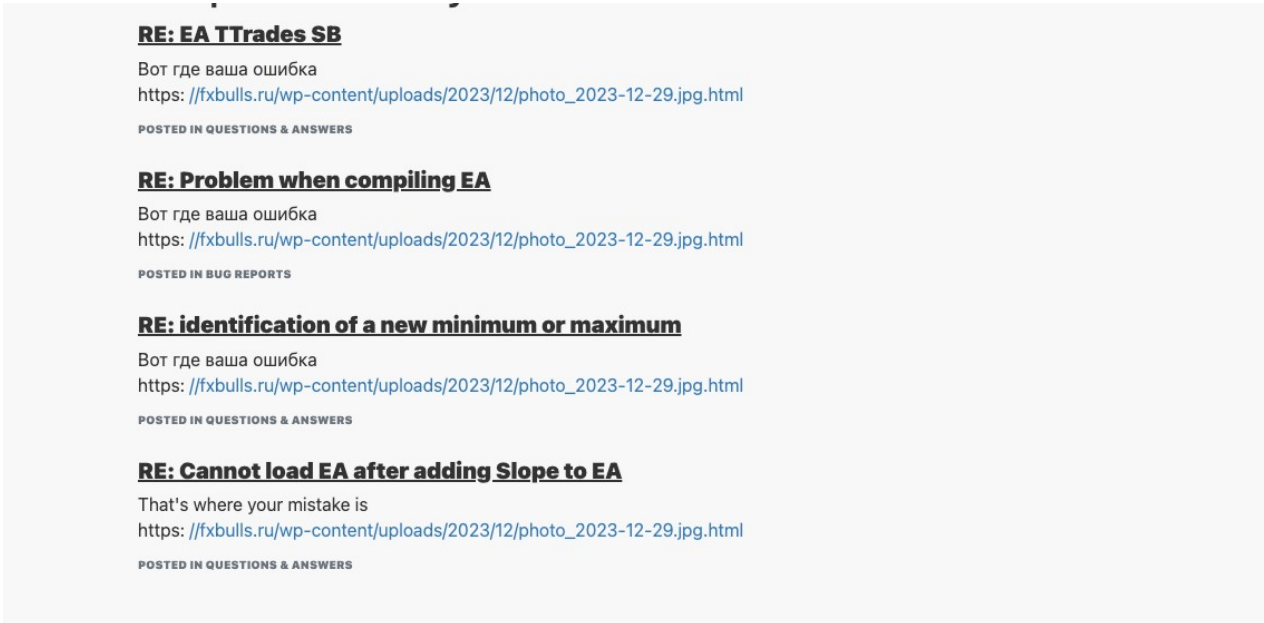 RE: EA TTrades SB
Вот где ваша ошибка
https: //fxbulls.ru/wp-content/uploads/2023/12/photo_2023-12-29.jpg.html
POSTED IN QUESTIONS & ANSWERS
RE: Problem when compiling EA
Вот где ваша ошибка
https: //fxbulls.ru/wp-content/uploads/2023/12/photo_2023-12-29.jpg.html
POSTED IN BUG REPORTS
RE: identification of a new minimum or maximum
Вот где ваша ошибка
https: //fxbulls.ru/wp-content/uploads/2023/12/photo_2023-12-29.jpg.html
POSTED IN QUESTIONS & ANSWERS
RE: Cannot load EA after adding Slope to EA
That's where your mistake is
https: //fxbulls.ru/wp-content/uploads/2023/12/photo_2023-12-29.jpg.html
POSTED IN QUESTIONS & ANSWERS